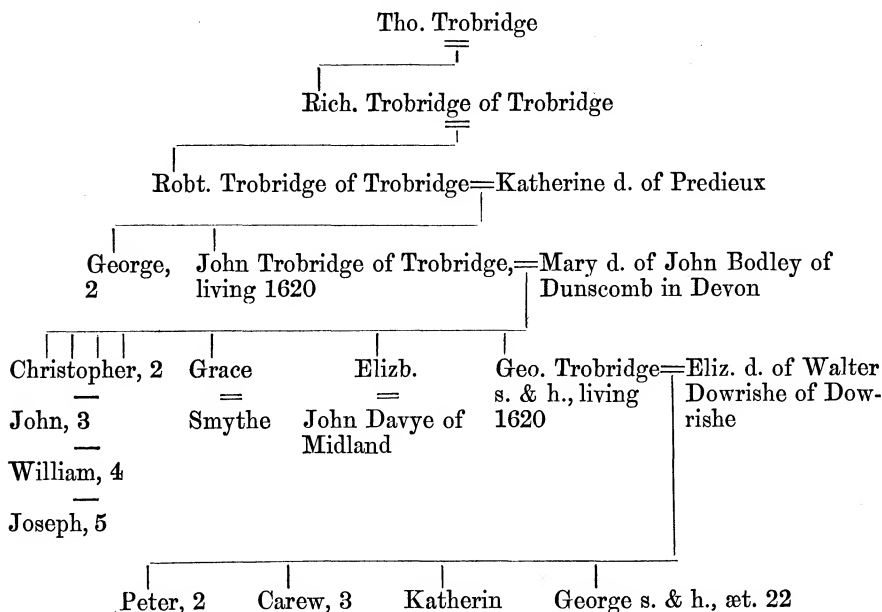 Tho. Trobridge
Rich. Trobridge of Trobridge
Robt. Trobridge of Trobridge=Katherine d. of Predieux
George, 2
John Trobridge of Trobridge,=Mary d. of John Bodley of
living 1620
Dunscomb in Devon
Christopher, 2
John, 3
William, 4
Joseph, 5
Grace
=
Smythe
Elizb.
=
John Davye of
Midland
Geo. Trobridge=Eliz. d. of Walter
s. & h., living
1620
Dowrishe of Dow-
rishe
Peter, 2
Carew, 3
Katherin
George s. & h., æt. 22